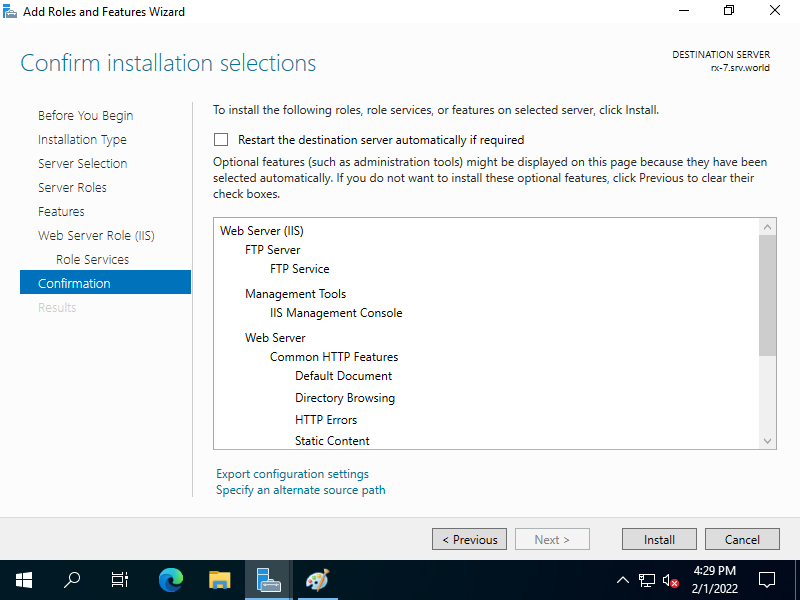 Add Roles and Features Wizard
Confirm installation selections
DESTINATION SERVER
rx-7.srv.world
Before You Begin
Installation Type
Server Selection
Server Roles
Features
Web Server Role (IIS)
Role Services
Confirmation
Results
To install the following roles, role services, or features on selected server, click Install.
Restart the destination server automatically if required
Optional features (such as administration tools) might be displayed on this page because they have been
selected automatically. If you do not want to install these optional features, click Previous to clear their
check boxes.
Web Server (IIS)
FTP Server
FTP Service
Management Tools
IIS Management Console
Web Server
Common HTTP Features
Default Document
Directory Browsing
HTTP Errors
Static Content
Export configuration settings
Specify an alternate source path
< Previous
Next >
Install
Cancel
4:29 PM
2/1/2022